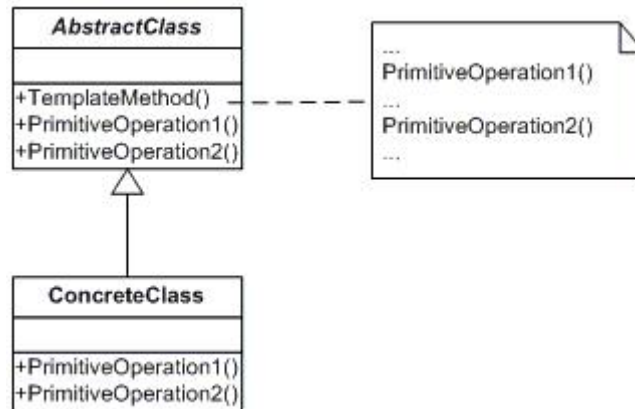 AbstractClass
+TemplateMethod()
+PrimitiveOperation1()
+PrimitiveOperation2()
...
PrimitiveOperation1()
...
PrimitiveOperation2()
...
ConcreteClass
+PrimitiveOperation1()
+PrimitiveOperation2()